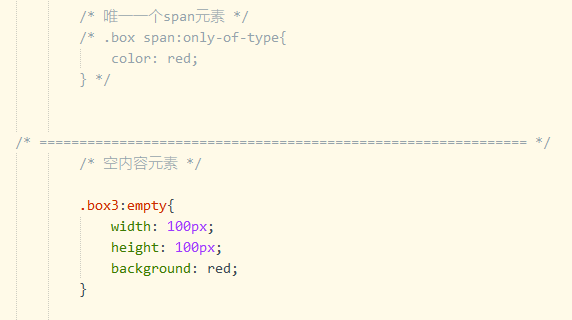 /* 唯一一个span元素 */
/* .box span:only-of-type{
color: red;
} */
/* ============================================================= */
/* 空内容元素 */
.box3:empty{
width: 100px;
height: 100px;
background: red;
}